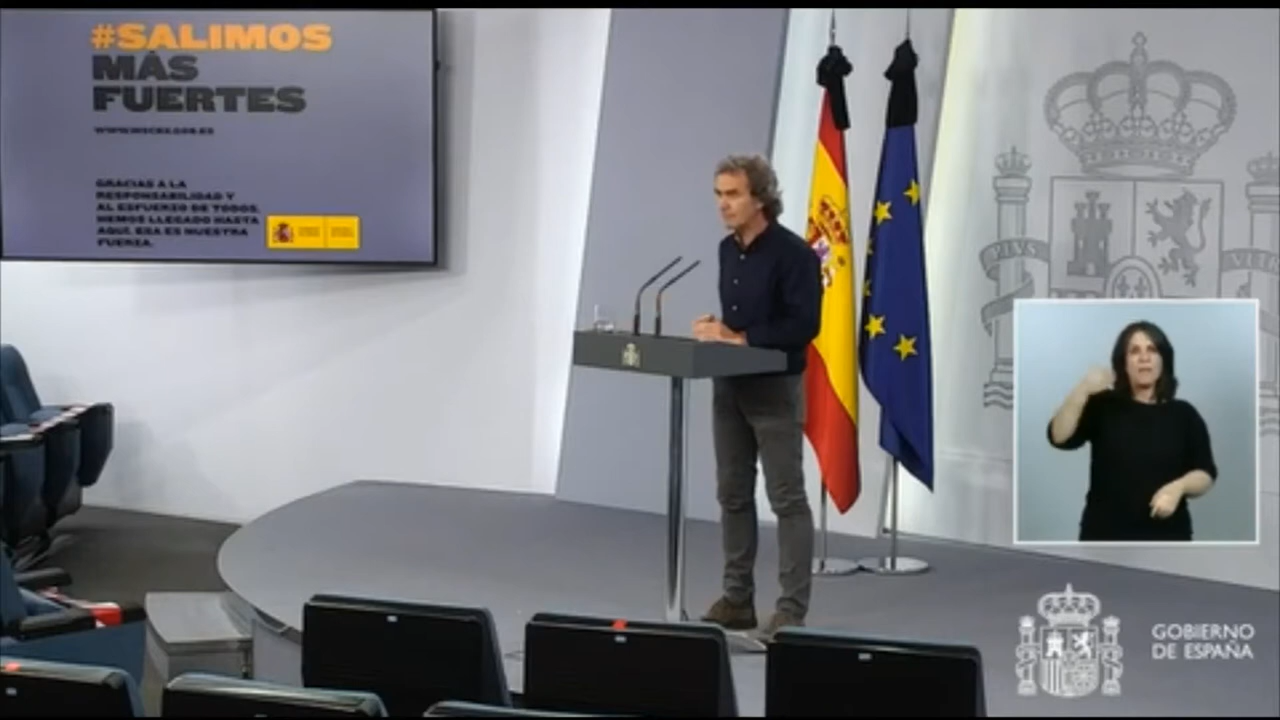 #SALIMOS
MÁS
FUERTES
GRACIAS A LA
RESPONSABILIDAD Y
AL ESFUERZO DE TODOS,
HEMOS LLEGADO HASTA
AQUÍ. ESA ES NUESTRA
FUERZA.
GOBIERNO
DE ESPAÑA